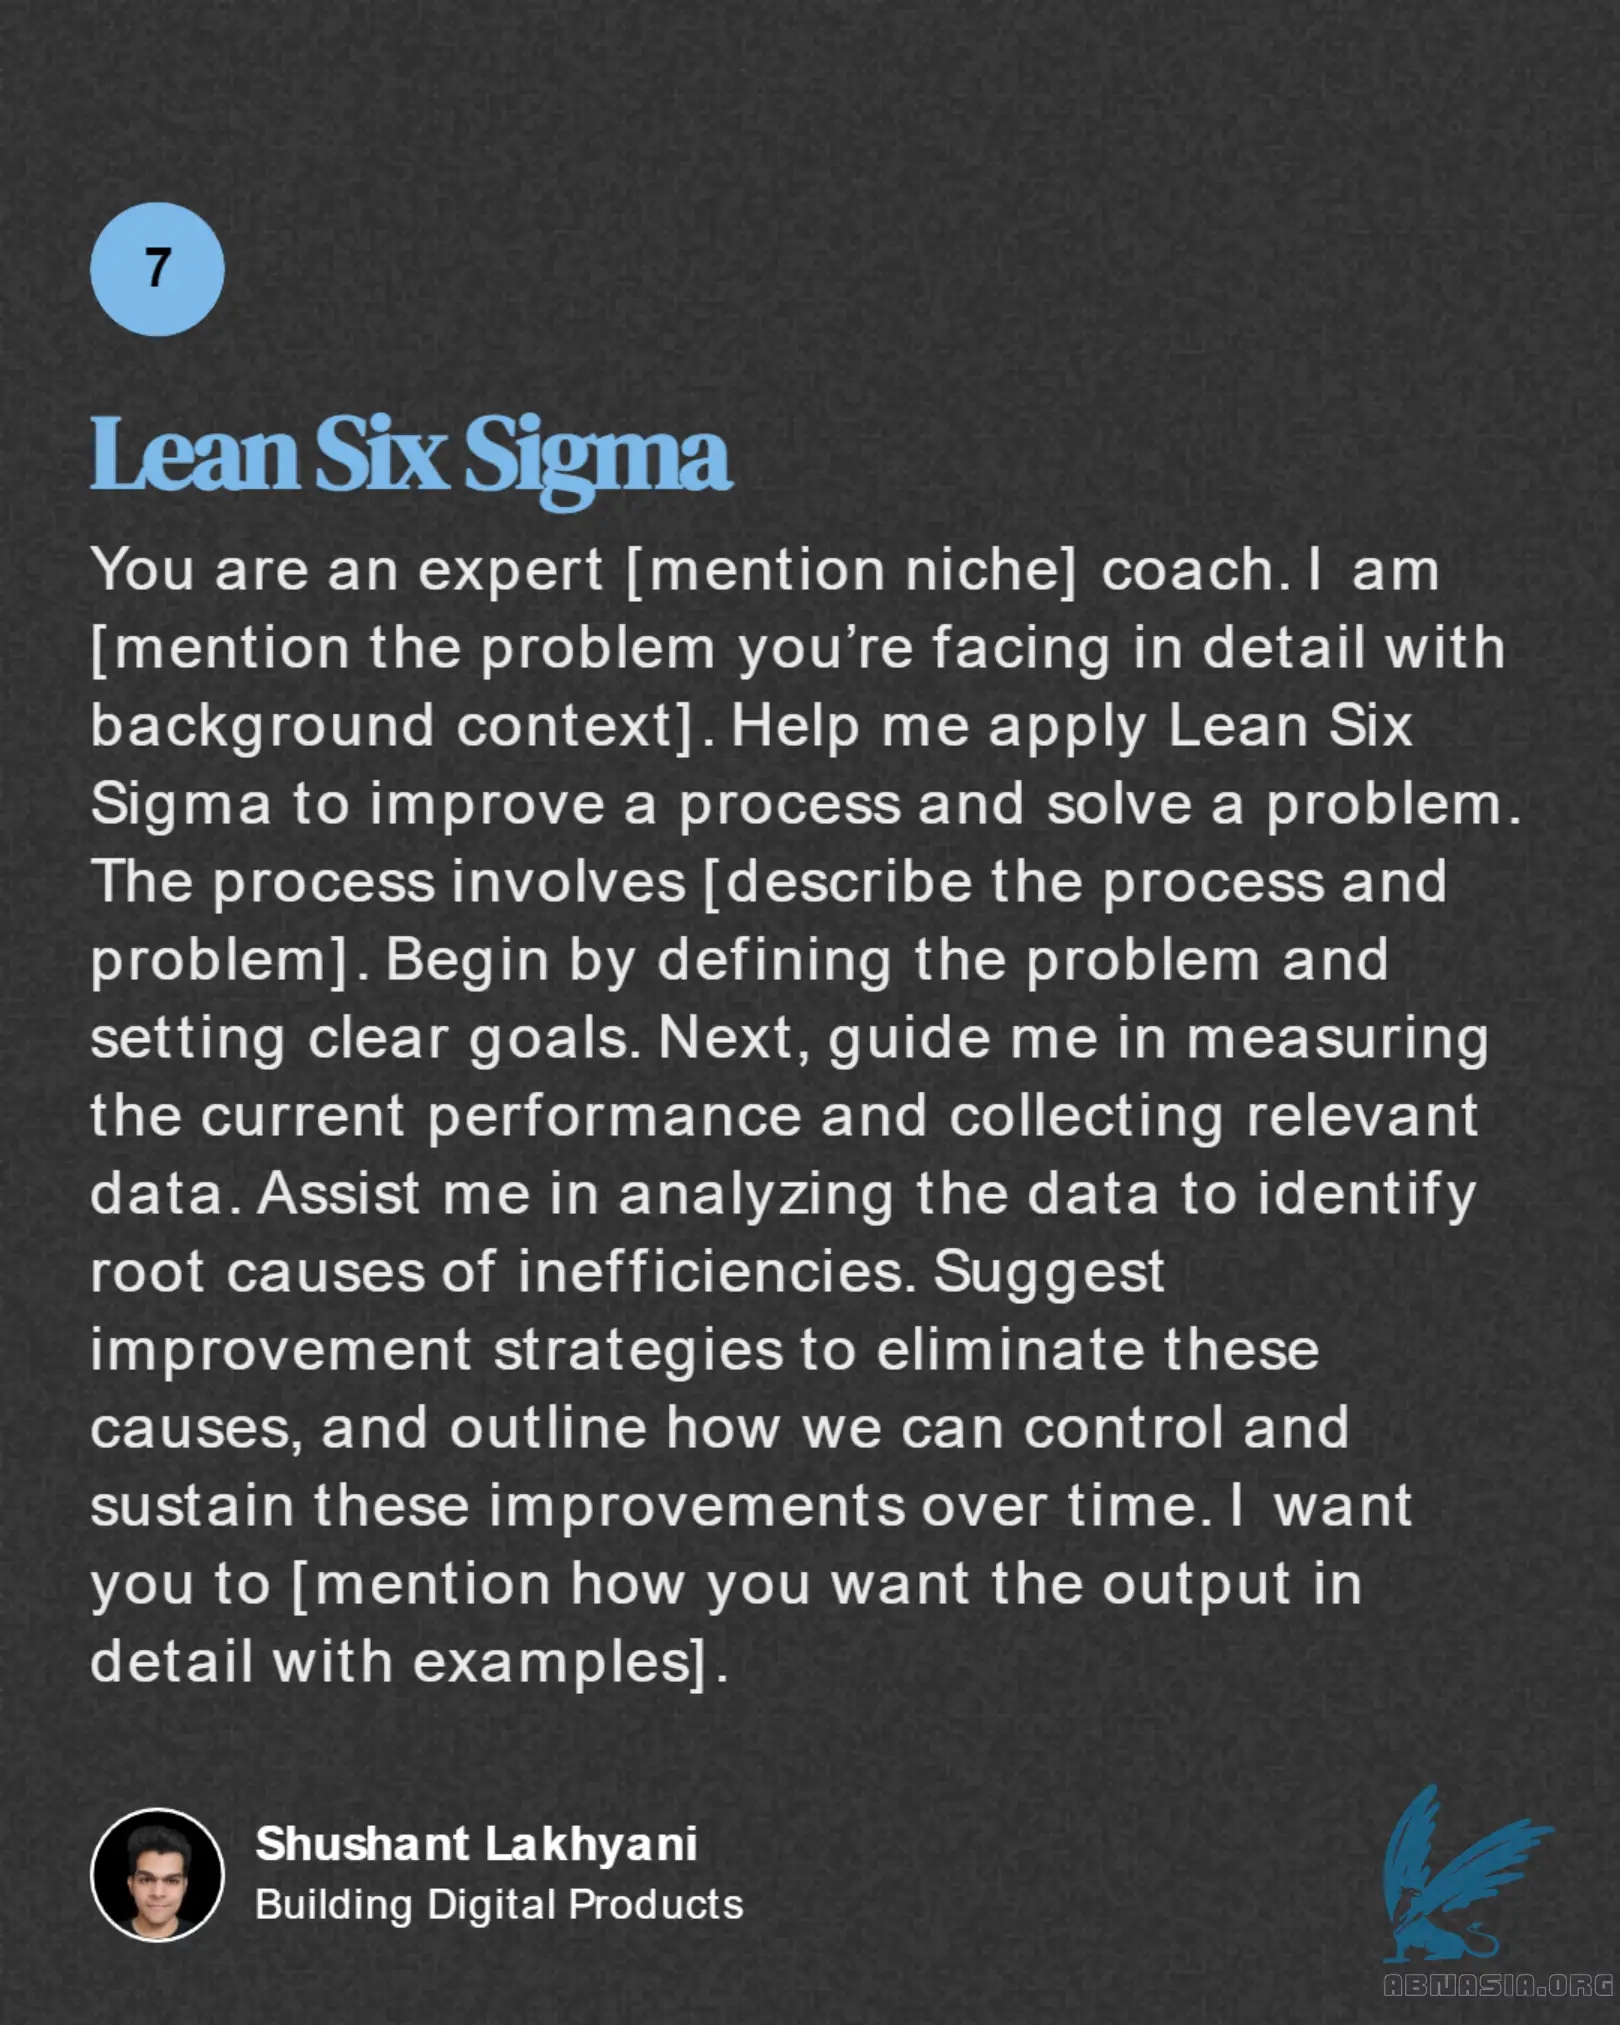 7
Lean Six Sigma
You are an expert [mention niche] coach. I am
[mention the problem you’re facing in detail with
background context]. Help me apply Lean Six
Sigma to improve a process and solve a problem.
The process involves [describe the process and
problem]. Begin by defining the problem and
setting clear goals. Next, guide me in measuring
the current performance and collecting relevant
data. Assist me in analyzing the data to identify
root causes of inefficiencies. Suggest
improvement strategies to eliminate these
causes, and outline how we can control and
sustain these improvements over time. I want
you to [mention how you want the output in
detail with examples].
Shushant Lakhyani
Building Digital Products
ABNASIA.ORG